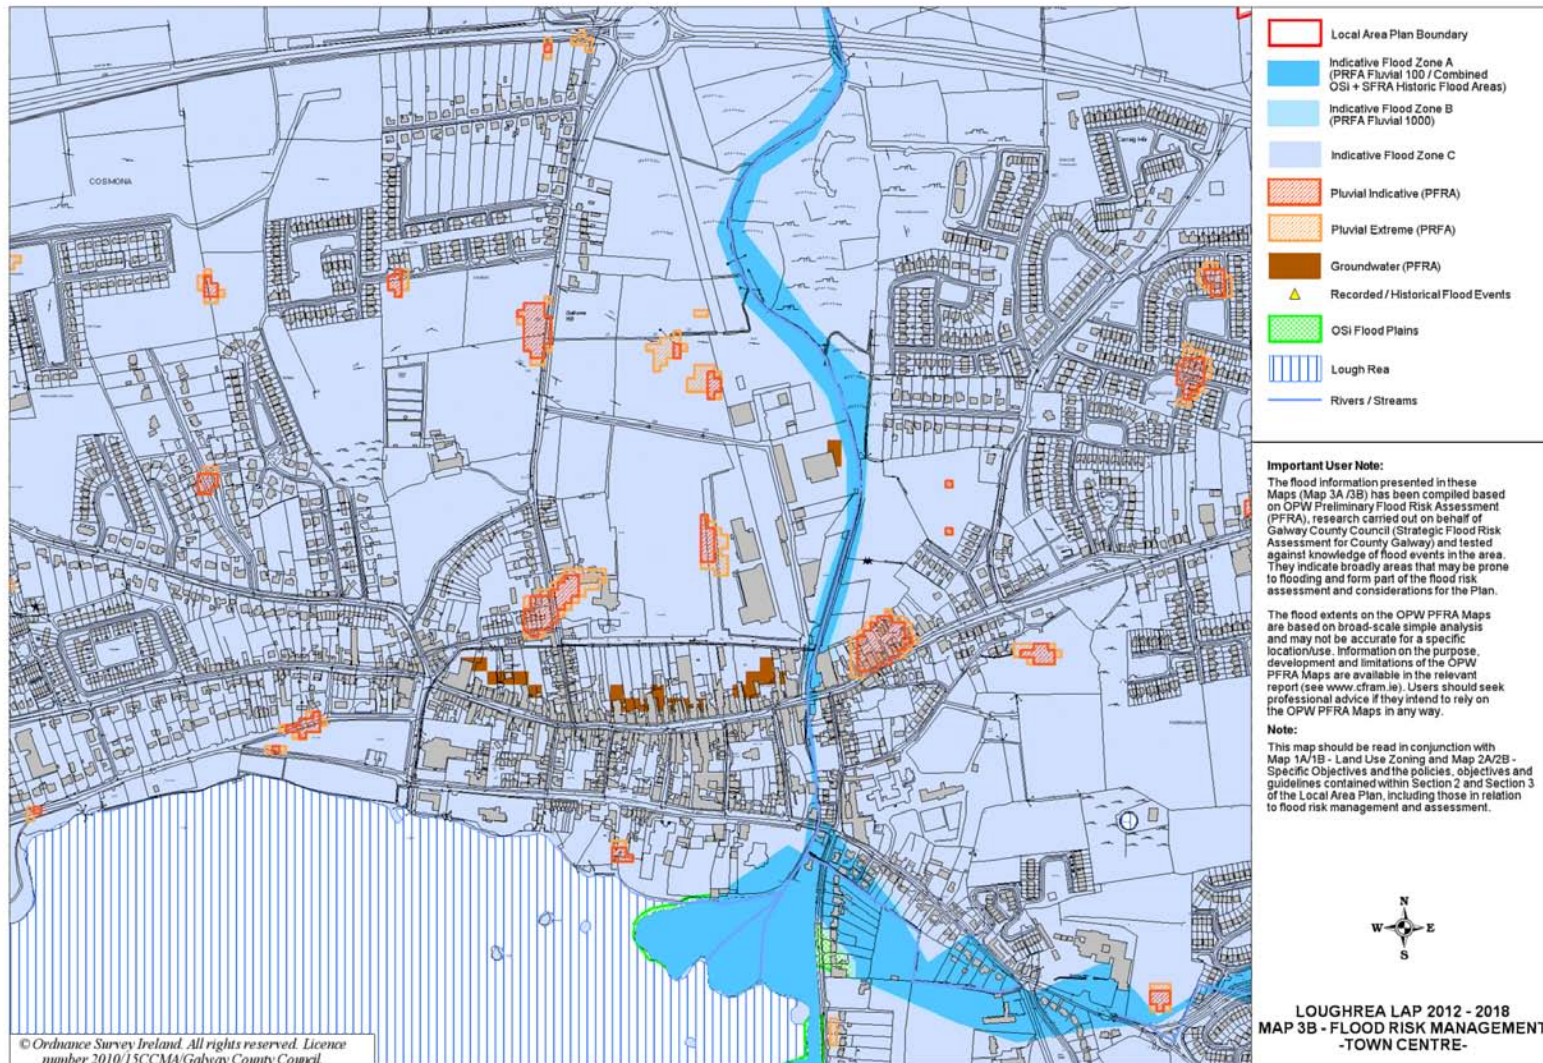 COSMONA
Local Area Plan Boundary
Indicative Flood Zone A
(PRFA Fluvial 100 / Combined
OSi + SFRA Historic Flood Areas)
Indicative Flood Zone B
(PRFA Fluvial 1000)
Indicative Flood Zone C
Pluvial Indicative (PFRA)
Pluvial Extreme (PRFA)
Groundwater (PFRA)
Recorded / Historical Flood Events
OSi Flood Plains
Lough Rea
Rivers / Streams
Important User Note:
The flood information presented in these
Maps (Map 3A /3B) has been compiled based
on OPW Preliminary Flood Risk Assessment
(PFRA), research carried out on behalf of
Galway County Council (Strategic Flood Risk
Assessment for County Galway) and tested
against knowledge of flood events in the area.
They indicate broadly areas that may be prone
to flooding and form part of the flood risk
assessment and considerations for the Plan.
The flood extents on the OPW PFRA Maps
are based on broad-scale simple analysis
and may not be accurate for a specific
location/use. Information on the purpose,
development and limitations of the OPW
PFRA Maps are available in the relevant
report (see www.cfram.ie). Users should seek
professional advice if they intend to rely on
the OPW PFRA Maps in any way.
Note:
This map should be read in conjunction with
Map 1A/1B - Land Use Zoning and Map 2A/2B -
Specific Objectives and the policies, objectives and
guidelines contained within Section 2 and Section 3
of the Local Area Plan, including those in relation
to flood risk management and assessment.
N
W E
S
LOUGHREA LAP 2012 - 2018
MAP 3B - FLOOD RISK MANAGEMENT
-TOWN CENTRE-
© Ordnance Survey Ireland. All rights reserved. Licence
number 2010/15CCMA/Galway County Council